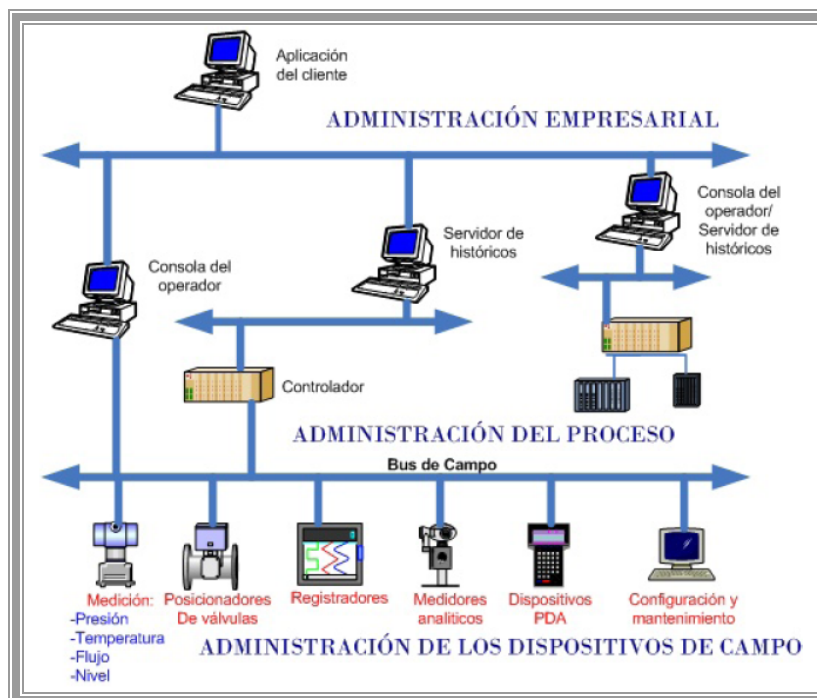 Aplicación
del cliente
ADMINISTRACIÓN EMPRESARIAL
Consola del
operador/
Servidor de
históricos
Servidor de
históricos
Consola del
operador
Controlador
ADMINISTRACIÓN DEL PROCESO
Bus de Campo
Medición:
-Presión
-Temperatura
-Flujo
-Nivel
Posicionadores
De válvulas
Registradores
Medidores
analiticos
Dispositivos
PDA
Configuración y
mantenimiento
ADMINISTRACIÓN DE LOS DISPOSITIVOS DE CAMPO